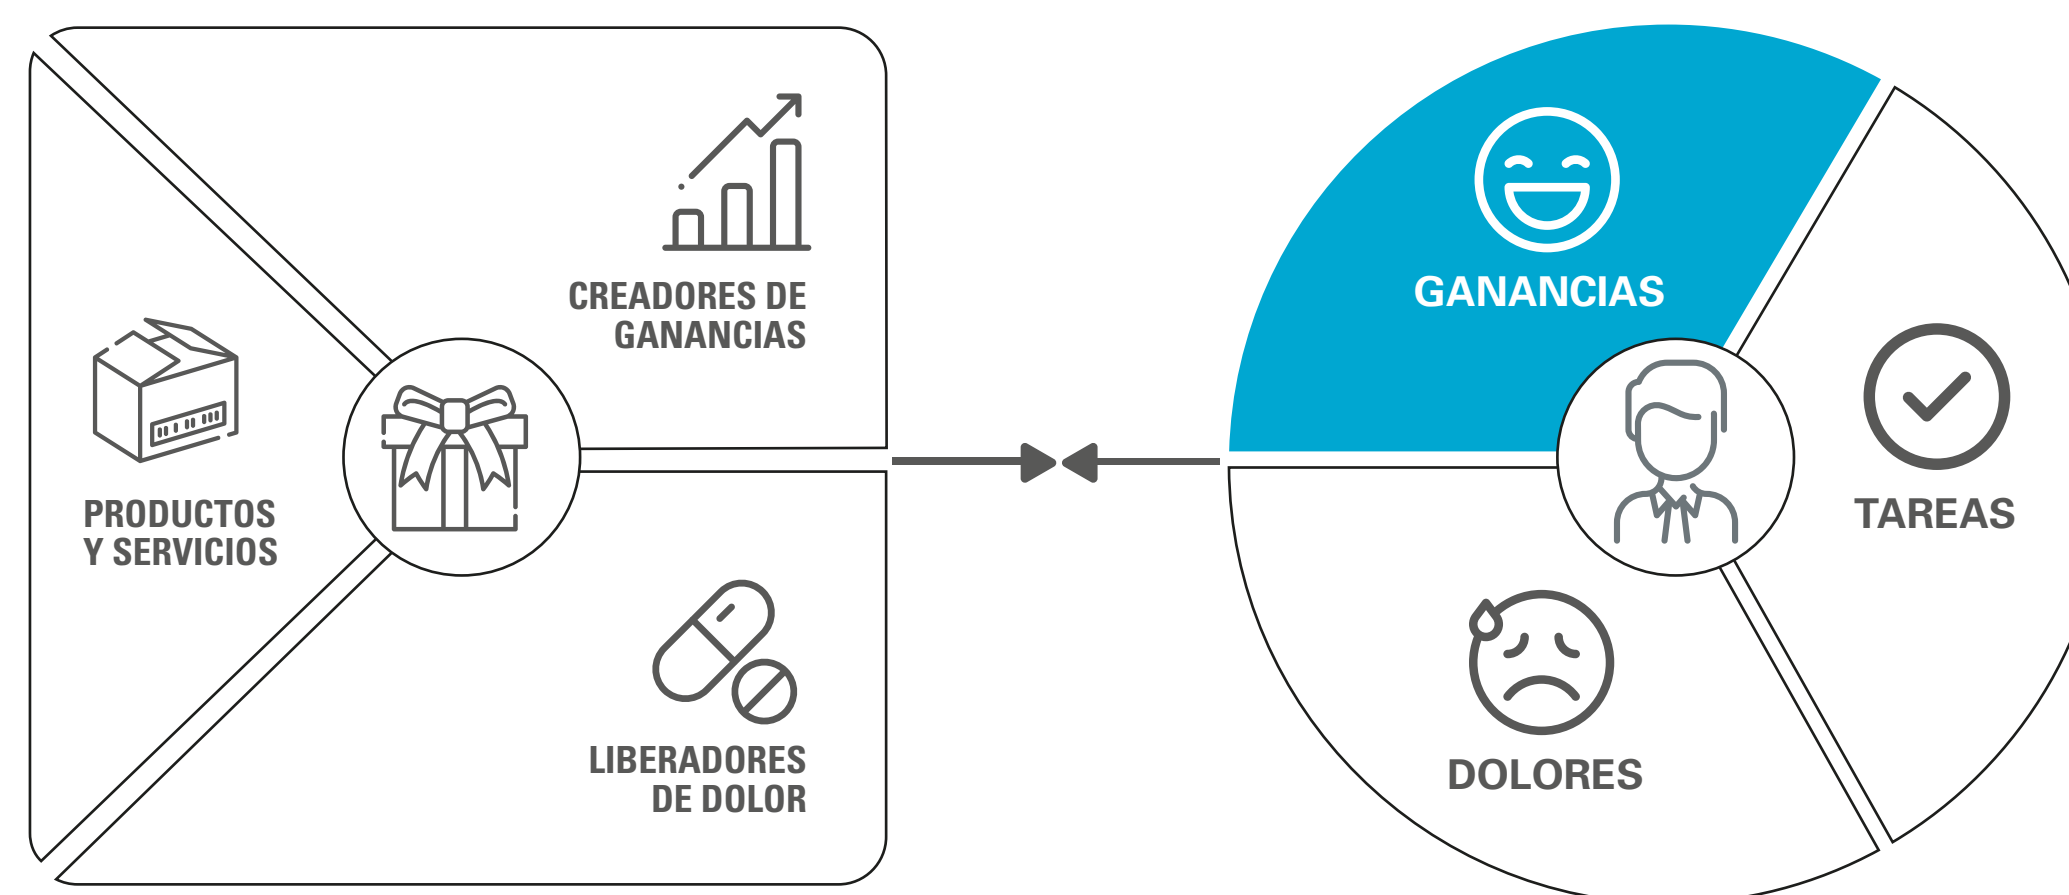 CREADORES DE
GANANCIAS
PRODUCTOS
Y SERVICIOS
LIBERADORES
DE DOLOR
GANANCIAS
TAREAS
DOLORES